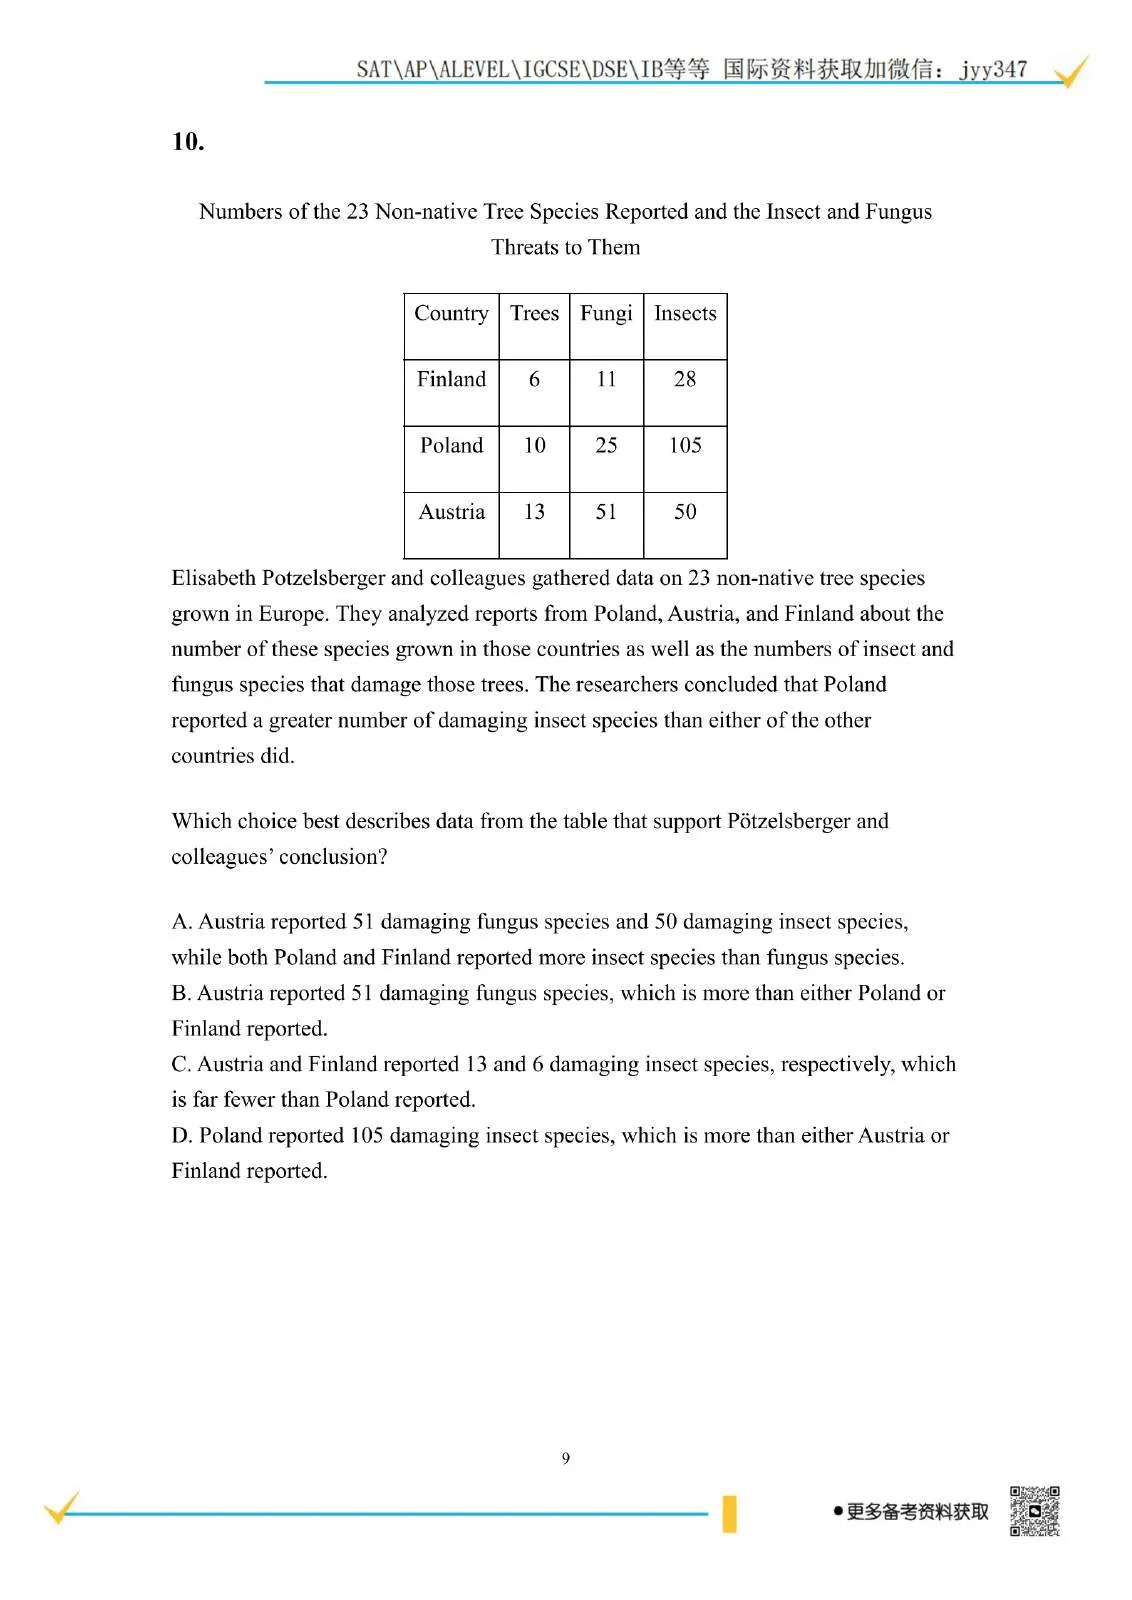 SAT\AP\ALEVEL\IGCSE\DSE\IB等等 国际资料获取加微信：jyy347
10.
Numbers of the 23 Non-native Tree Species Reported and the Insect and Fungus
Threats to Them
Country Trees Fungi Insects
Finland 6 11 28
Poland 10 25 105
Austria 13 51 50
Elisabeth Potzelsberger and colleagues gathered data on 23 non-native tree species
grown in Europe. They analyzed reports from Poland, Austria, and Finland about the
number of these species grown in those countries as well as the numbers of insect and
fungus species that damage those trees. The researchers concluded that Poland
reported a greater number of damaging insect species than either of the other
countries did.
Which choice best describes data from the table that support Pötzelsberger and
colleagues’ conclusion?
A. Austria reported 51 damaging fungus species and 50 damaging insect species,
while both Poland and Finland reported more insect species than fungus species.
B. Austria reported 51 damaging fungus species, which is more than either Poland or
Finland reported.
C. Austria and Finland reported 13 and 6 damaging insect species, respectively, which
is far fewer than Poland reported.
D. Poland reported 105 damaging insect species, which is more than either Austria or
Finland reported.
9
●更多备考资料获取